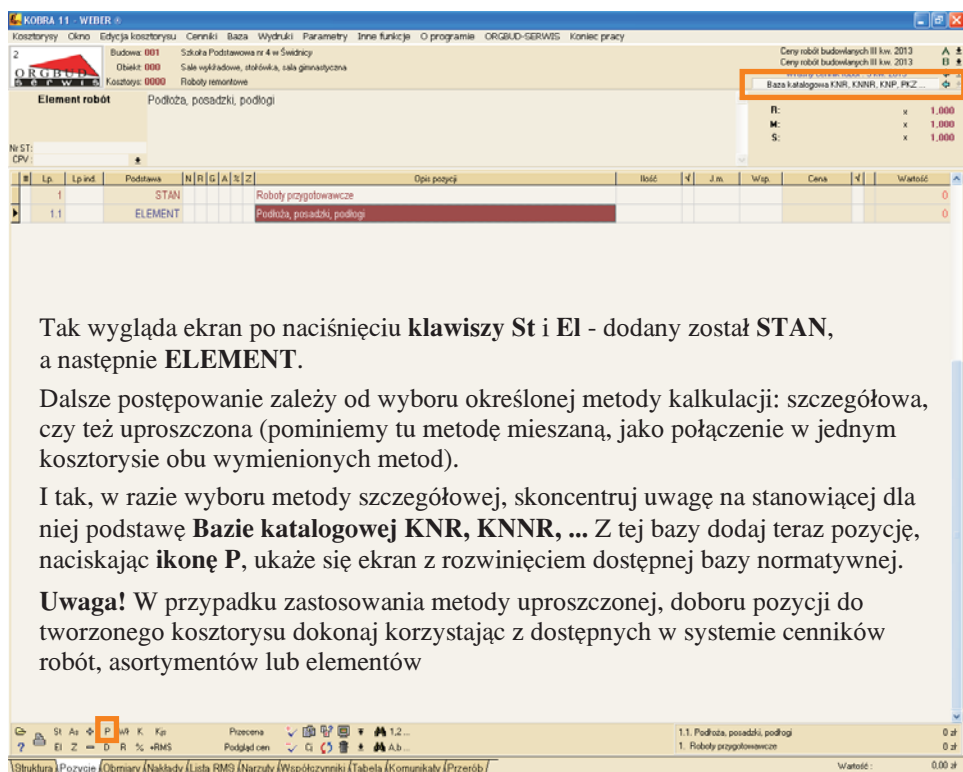 KOBRA 11 - WEBER ®
Kosztorysy Okno Edycja kosztorysu Cenniki Baza Wydruki Parametry Inne funkcje O programie ORGBUD-SERWIS Koniec pracy
2
ORGBUD
Serwis
Budowa: 001 Szkoła Podstawowa nr 4 w Świdnicy
Obiekt: 000 Sale wykładowe, stołówka, sala gimnastyczna
Kosztorys: 0000 Roboty remontowe
Ceny robót budowlanych III kw. 2013 A
Ceny robót budowlanych III kw. 2013 B
Baza katalogowa KNR, KNNR, KNP, PKZ ...
Element robót Podłoża, posadzki, podłogi
R: x 1,000
M: x 1,000
S: x 1,000
Nr ST:
CPV:
Lp. Lp.ind. Podstawa N R G A % Z Opis pozycji Ilość √ J.m. Wsp. Cena √ Wartość
1 STAN Roboty przygotowawcze 0
1.1 ELEMENT Podłoża, posadzki, podłogi 0
Tak wygląda ekran po naciśnięciu klawiszy St i El - dodany został STAN,
a następnie ELEMENT.
Dalsze postępowanie zależy od wyboru określonej metody kalkulacji: szczegółowa,
czy też uproszczona (pominiemy tu metodę mieszaną, jako połączenie w jednym
kosztorysie obu wymienionych metod).
I tak, w razie wyboru metody szczegółowej, skoncentruj uwagę na stanowiącej dla
niej podstawę Bazie katalogowej KNR, KNNR, ... Z tej bazy dodaj teraz pozycję,
naciskając ikonę P, ukaże się ekran z rozwinięciem dostępnej bazy normatywnej.
Uwaga! W przypadku zastosowania metody uproszczonej, doboru pozycji do
tworzonego kosztorysu dokonaj korzystając z dostępnych w systemie cenników
robót, asortymentów lub elementów
St As P Wł K Kje Przecena 1,2... 1.1. Podłoża, posadzki, podłogi 0 zł
? El Z D R % +RMS Podgląd cen Cj A,b... 1. Roboty przygotowawcze 0 zł
Struktura Pozycje Obmiary Nakłady Lista RMS Narzuty Współczynniki Tabela Komunikaty Przerób Wartość : 0,00 zł